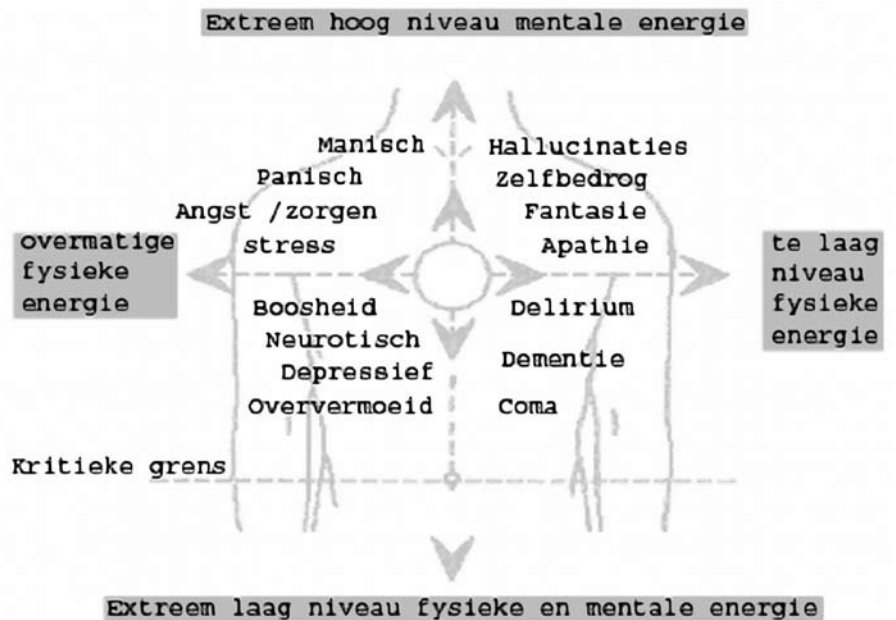 Extreem hoog niveau mentale energie
Manisch
Hallucinaties
Panisch
Zelfbedrog
Angst /zorgen
Fantasie
overmatige
fysieke
energie
stress
Apathie
te laag
niveau
fysieke
energie
Boosheid
Delirium
Neurotisch
Depressief
Dementie
Oververmoeid
Coma
Kritieke grens
Extreem laag niveau fysieke en mentale energie